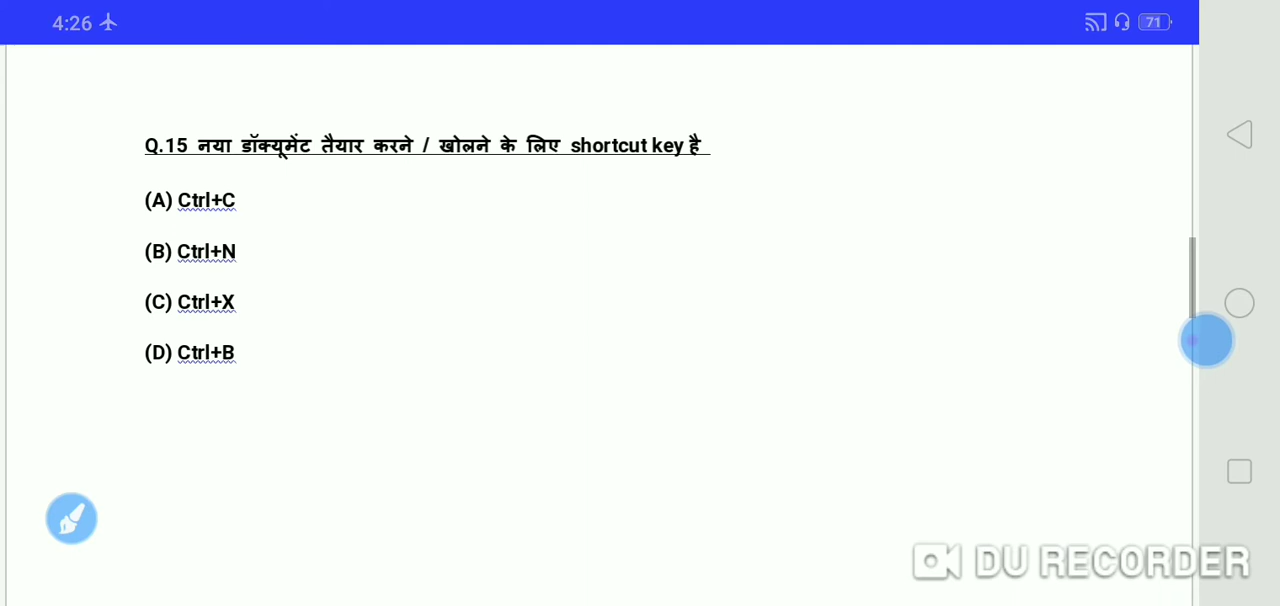 4:26
71
Q.15 नया डॉक्यूमेंट तैयार करने / खोलने के लिए shortcut key है
(A) Ctrl+C
(B) Ctrl+N
(C) Ctrl+X
(D) Ctrl+B
DU RECORDER